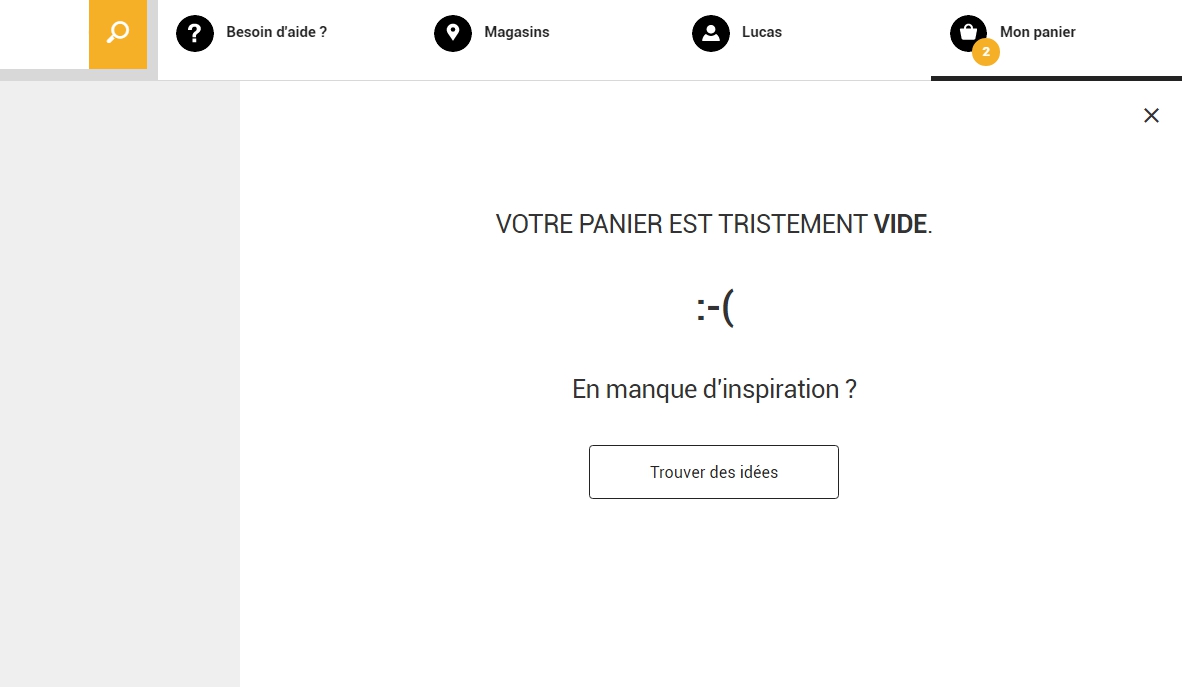 Besoin d'aide ?
Magasins
Lucas
Mon panier
2
VOTRE PANIER EST TRISTEMENT VIDE.
:-(
En manque d'inspiration ?
Trouver des idées